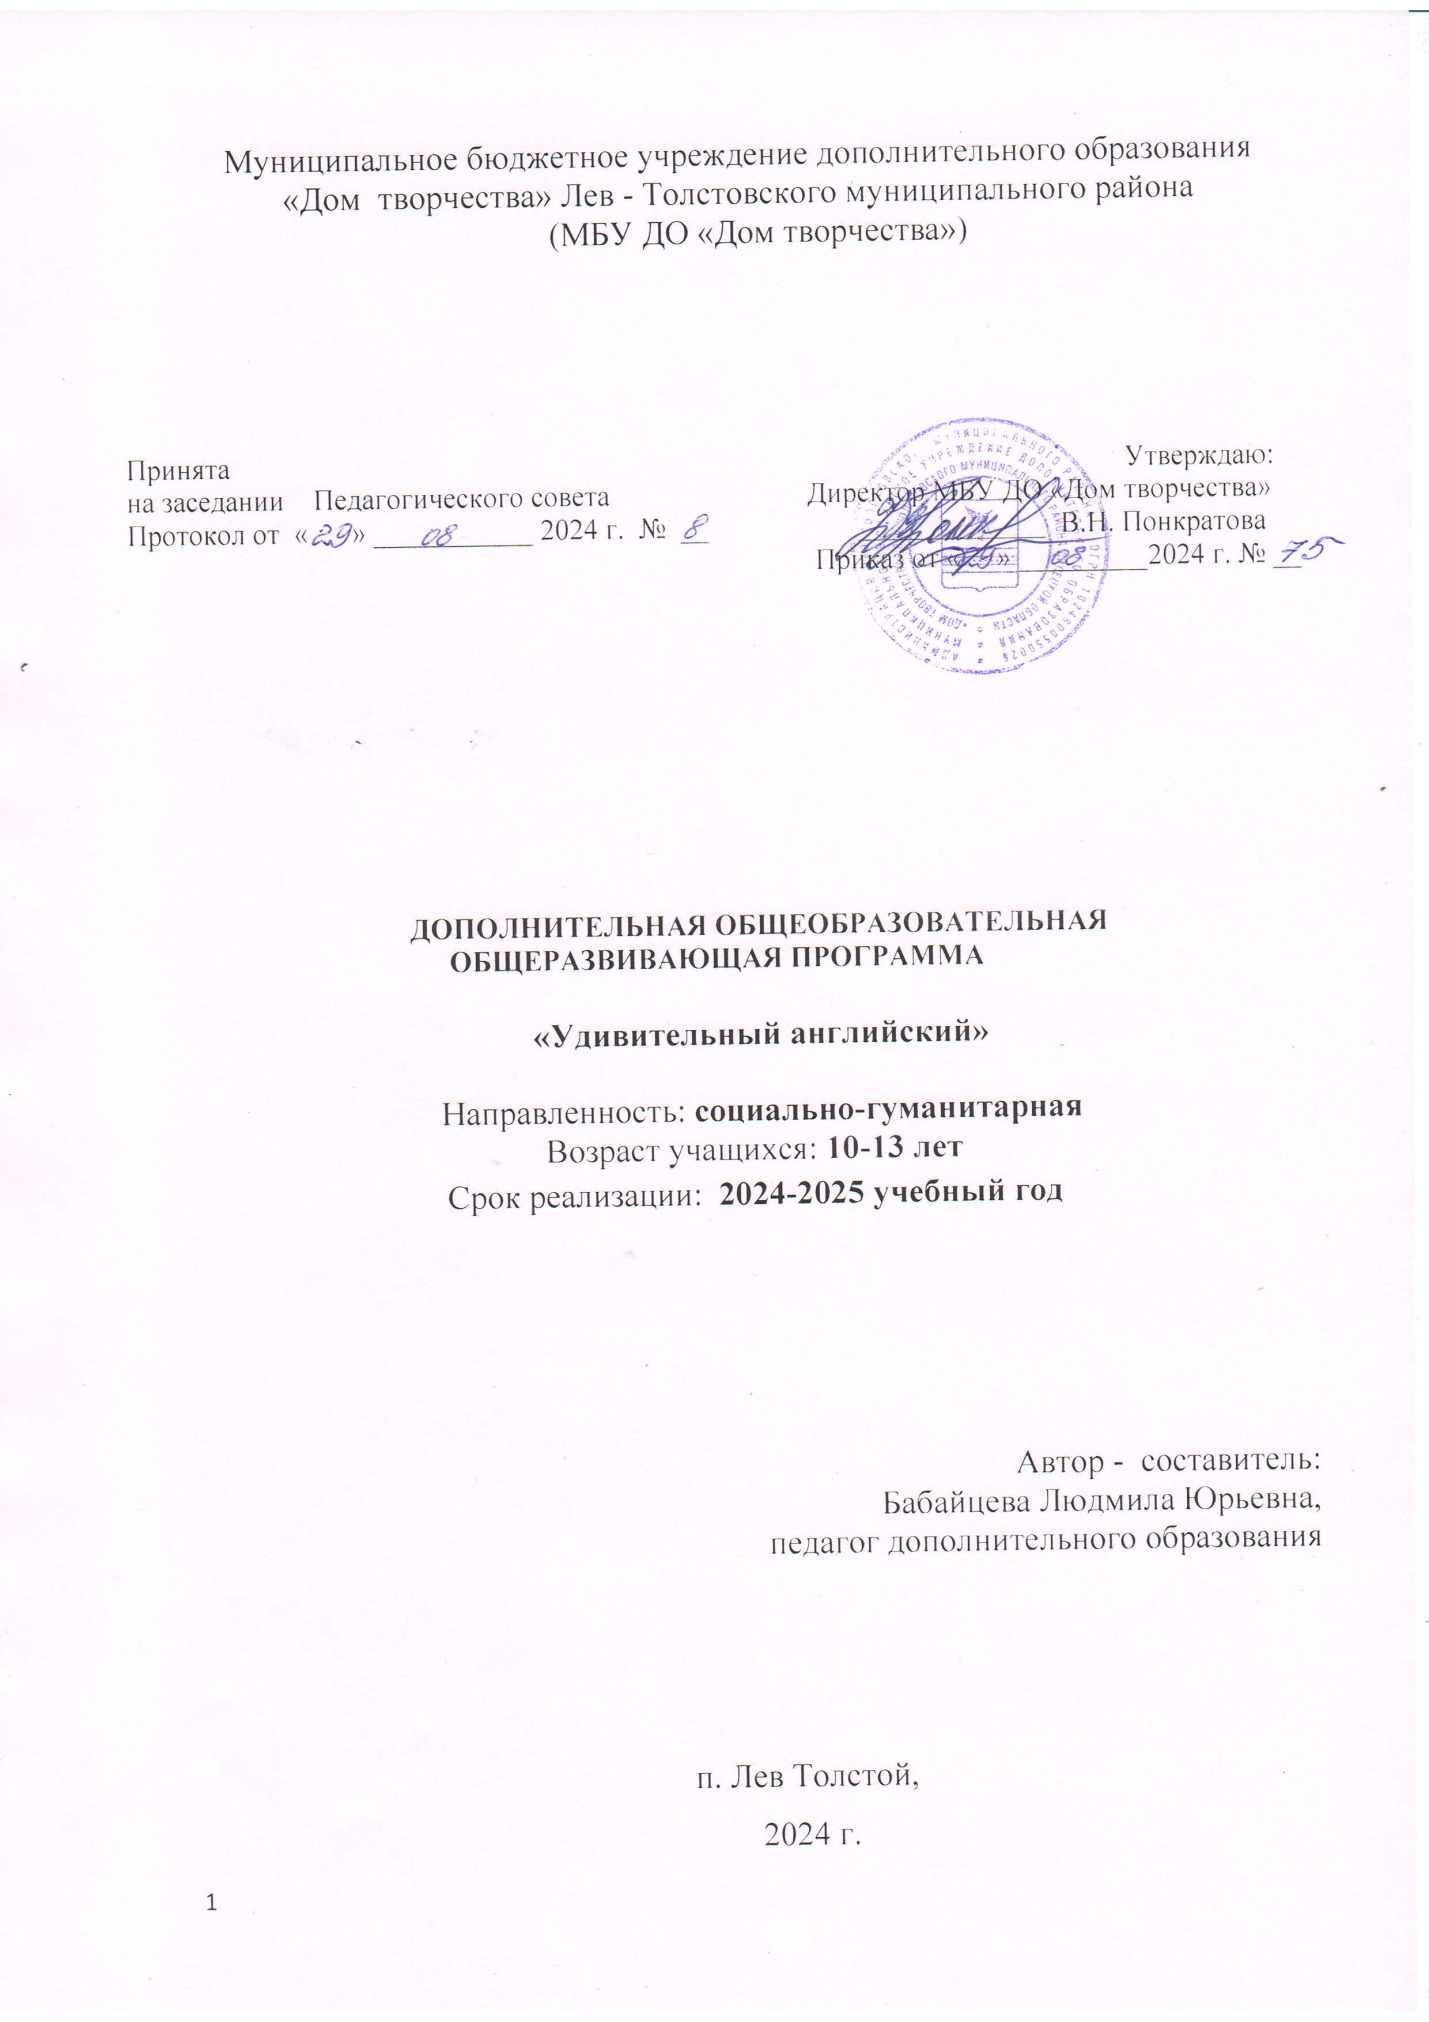 Муниципальное бюджетное учреждение дополнительного образования
«Дом творчества» Лев - Толстовского муниципального района
(МБУ ДО «Дом творчества»)
Принята
на заседании Педагогического совета
Протокол от «29» 08 2024 г. № 8
Утверждаю:
Директор МБУ ДО «Дом творчества»
В.Н. Понкратова
Приказ от «29» 08 2024 г. № 75
ДОПОЛНИТЕЛЬНАЯ ОБЩЕОБРАЗОВАТЕЛЬНАЯ
ОБЩЕРАЗВИВАЮЩАЯ ПРОГРАММА
«Удивительный английский»
Направленность: социально-гуманитарная
Возраст учащихся: 10-13 лет
Срок реализации: 2024-2025 учебный год
Автор - составитель:
Бабайцева Людмила Юрьевна,
педагог дополнительного образования
п. Лев Толстой,
2024 г.
1